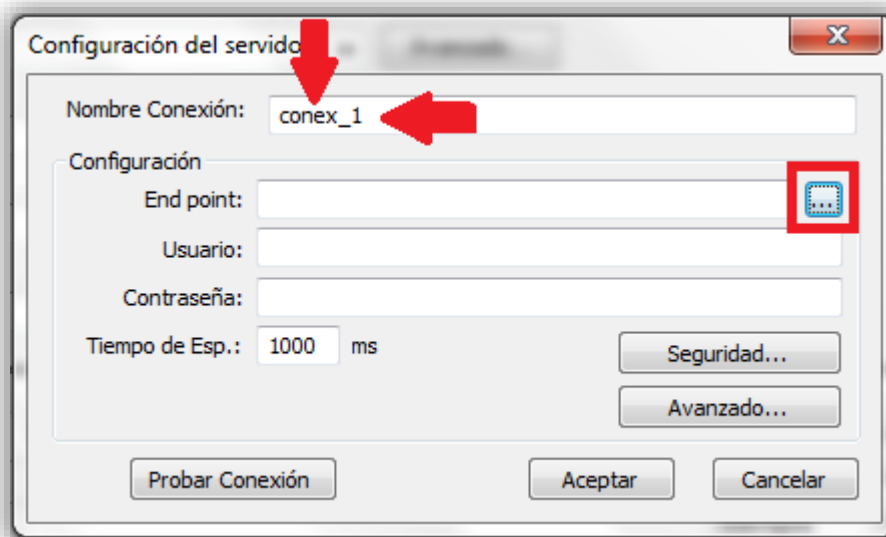 Configuración del servido
Nombre Conexión: conex_1
Configuración
End point: ...
Usuario:
Contraseña:
Tiempo de Esp.: 1000 ms
Seguridad...
Avanzado...
Probar Conexión Aceptar Cancelar